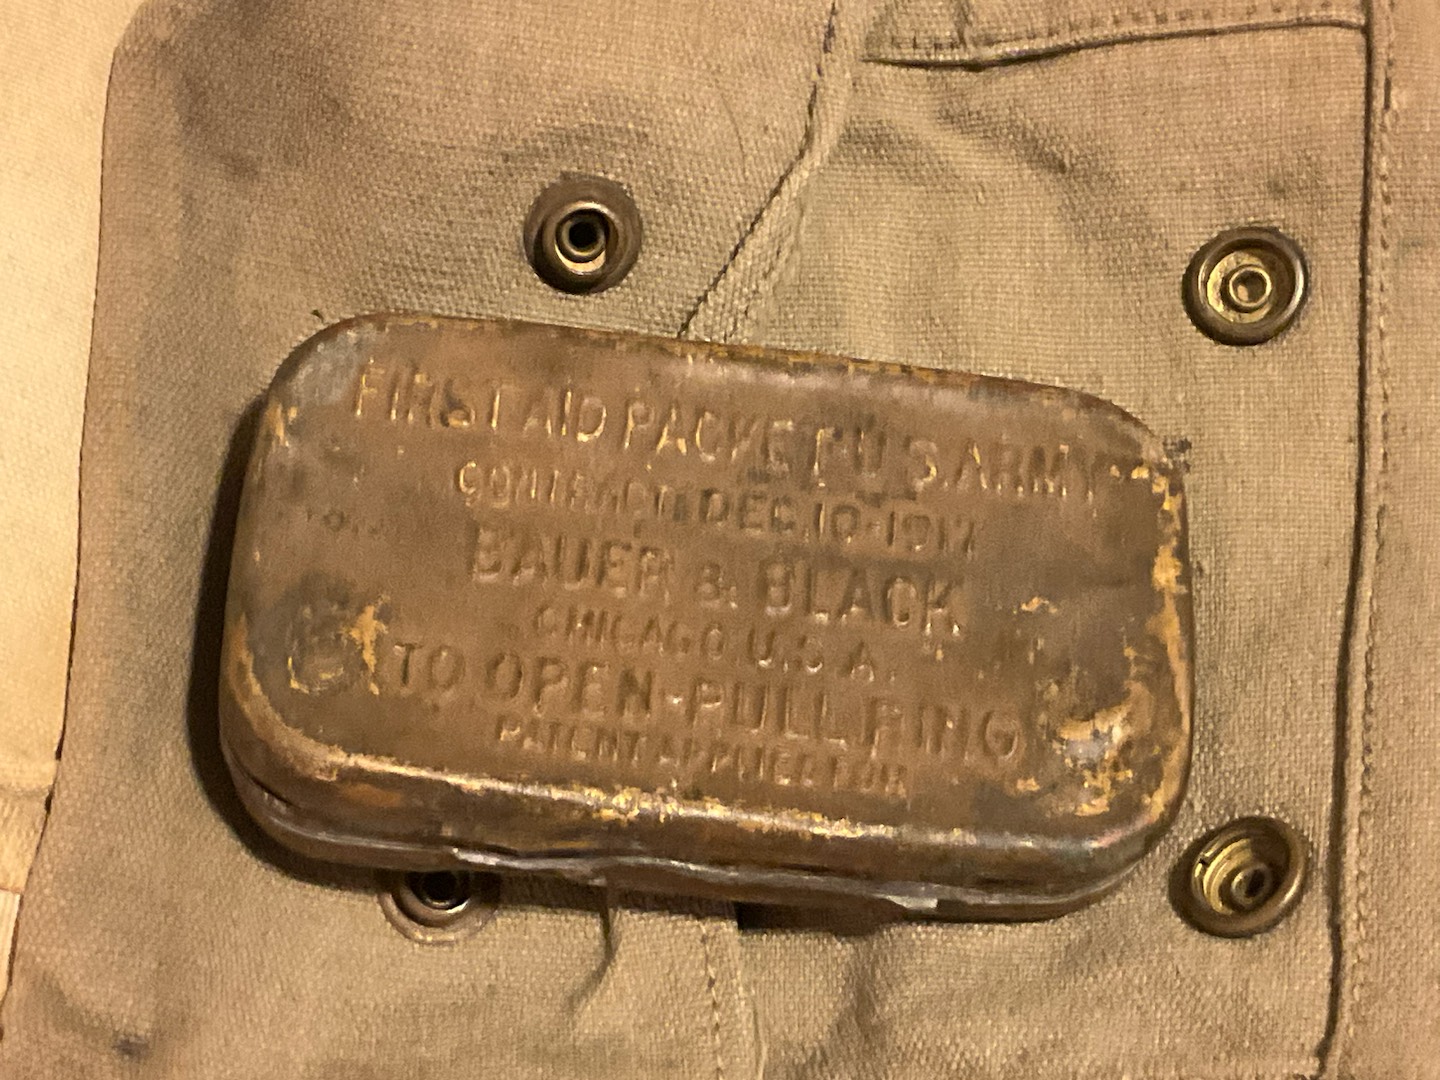 FIRST AID PACKET U.S. ARMY
CONTRACT DEC. 10-1917
BAUER & BLACK
CHICAGO U.S.A.
TO OPEN-PULL RING
PATENT APPLIED FOR